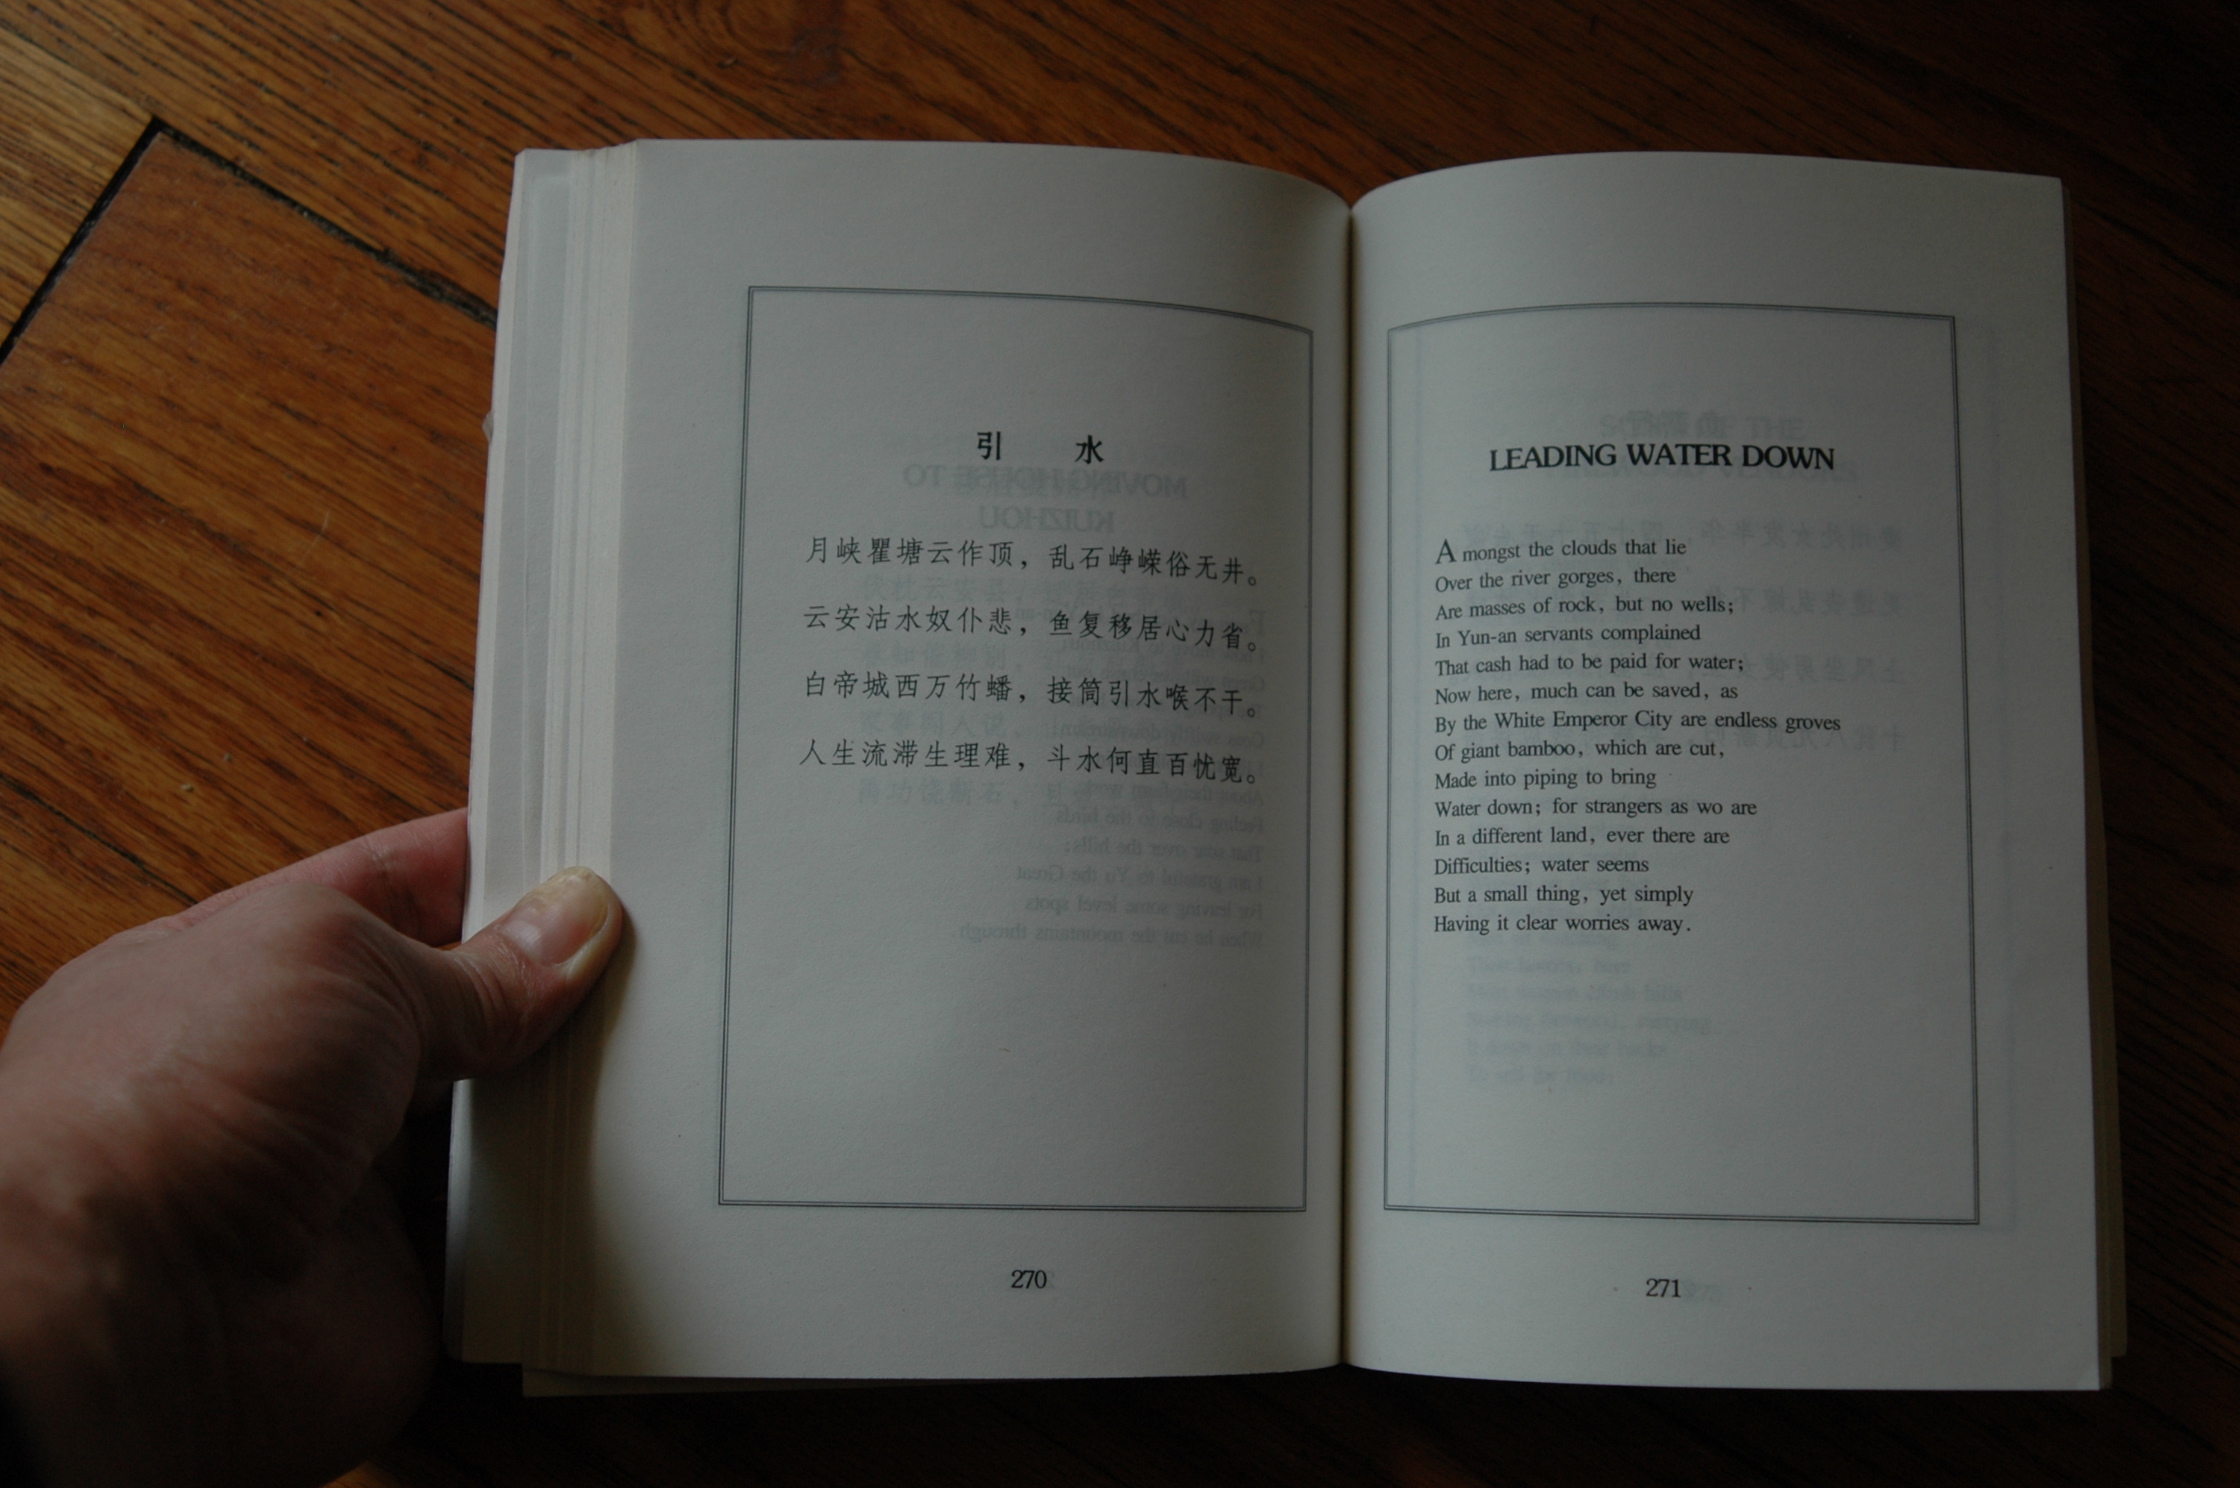 引 水
月峡瞿塘云作顶，乱石峥嵘俗无井。
云安沽水奴仆悲，鱼复移居心力省。
白帝城西万竹蟠，接筒引水喉不干。
人生流滞生理难，斗水何直百忧宽。
270
LEADING WATER DOWN
A mongst the clouds that lie
Over the river gorges, there
Are masses of rock, but no wells;
In Yun-an servants complained
That cash had to be paid for water;
Now here, much can be saved, as
By the White Emperor City are endless groves
Of giant bamboo, which are cut,
Made into piping to bring
Water down; for strangers as wo are
In a different land, ever there are
Difficulties; water seems
But a small thing, yet simply
Having it clear worries away.
271